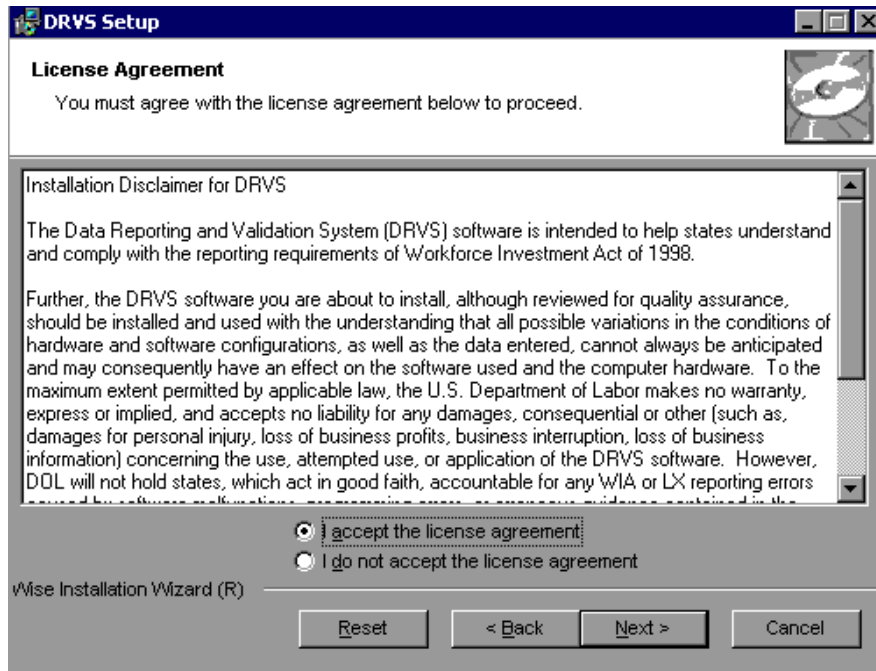 DRVS Setup
License Agreement
You must agree with the license agreement below to proceed.
Installation Disclaimer for DRVS
The Data Reporting and Validation System (DRVS) software is intended to help states understand
and comply with the reporting requirements of Workforce Investment Act of 1998.
Further, the DRVS software you are about to install, although reviewed for quality assurance,
should be installed and used with the understanding that all possible variations in the conditions of
hardware and software configurations, as well as the data entered, cannot always be anticipated
and may consequently have an effect on the software used and the computer hardware.  To the
maximum extent permitted by applicable law, the U.S. Department of Labor makes no warranty,
express or implied, and accepts no liability for any damages, consequential or other (such as,
damages for personal injury, loss of business profits, business interruption, loss of business
information) concerning the use, attempted use, or application of the DRVS software.  However,
DOL will not hold states, which act in good faith, accountable for any WIA or LX reporting errors
I accept the license agreement
I do not accept the license agreement
Wise Installation Wizard (R)
Reset
< Back
Next >
Cancel